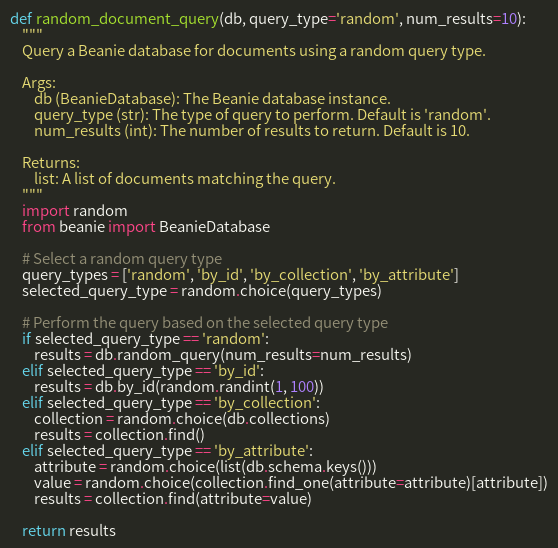 def random_document_query(db, query_type='random', num_results=10):
    """
    Query a Beanie database for documents using a random query type.

    Args:
        db (BeanieDatabase): The Beanie database instance.
        query_type (str): The type of query to perform. Default is 'random'.
        num_results (int): The number of results to return. Default is 10.

    Returns:
        list: A list of documents matching the query.
    """
    import random
    from beanie import BeanieDatabase

    # Select a random query type
    query_types = ['random', 'by_id', 'by_collection', 'by_attribute']
    selected_query_type = random.choice(query_types)

    # Perform the query based on the selected query type
    if selected_query_type == 'random':
        results = db.random_query(num_results=num_results)
    elif selected_query_type == 'by_id':
        results = db.by_id(random.randint(1, 100))
    elif selected_query_type == 'by_collection':
        collection = random.choice(db.collections)
        results = collection.find()
    elif selected_query_type == 'by_attribute':
        attribute = random.choice(list(db.schema.keys()))
        value = random.choice(collection.find_one(attribute=attribute)[attribute])
        results = collection.find(attribute=value)

    return results